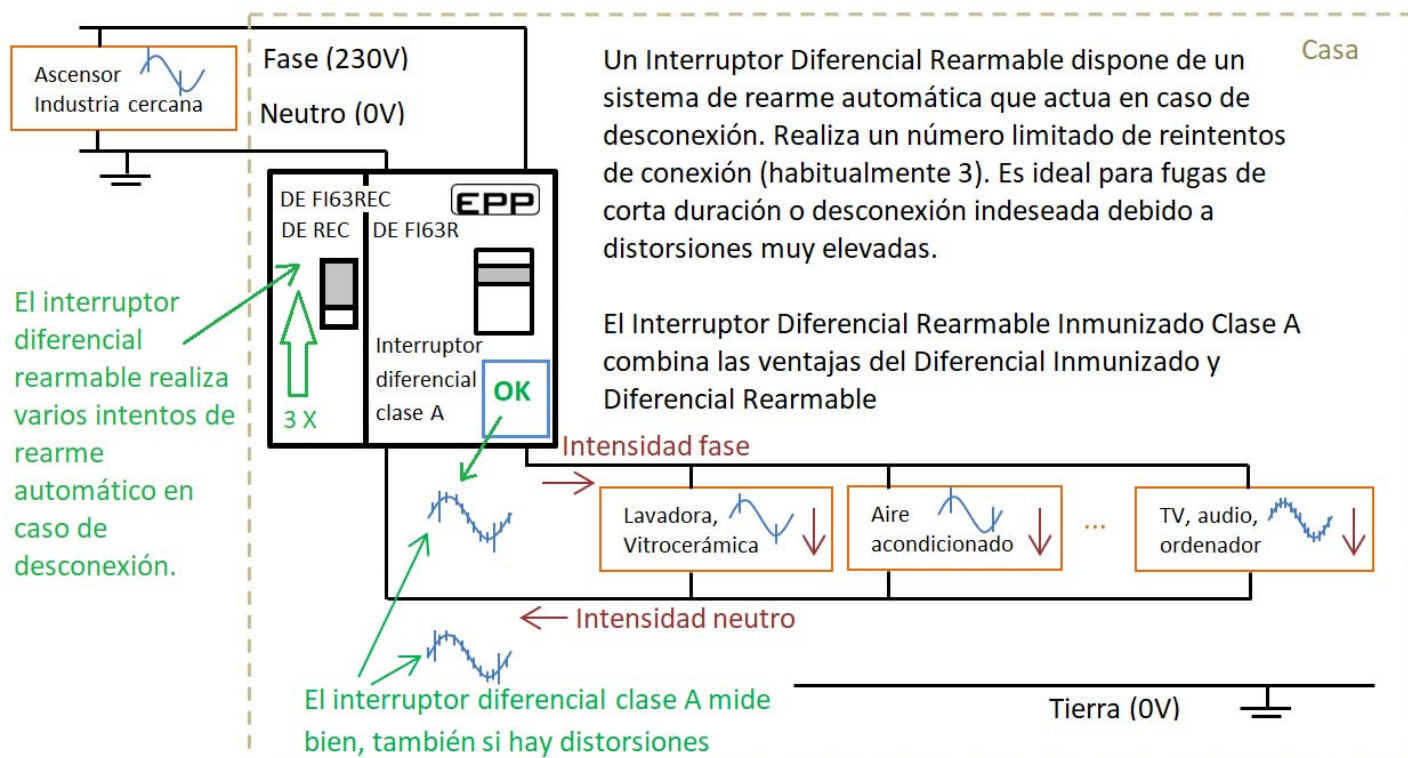 Casa
Ascensor
Industria cercana
Fase (230V)
Neutro (0V)
Un Interruptor Diferencial Rearmable dispone de un
sistema de rearme automática que actua en caso de
desconexión. Realiza un número limitado de reintentos
de conexión (habitualmente 3). Es ideal para fugas de
corta duración o desconexión indeseada debido a
distorsiones muy elevadas.
El Interruptor Diferencial Rearmable Inmunizado Clase A
combina las ventajas del Diferencial Inmunizado y
Diferencial Rearmable
DE FI63REC
EPP
DE REC
DE FI63R
Interruptor
diferencial
clase A
OK
3 X
El interruptor
diferencial
rearmable realiza
varios intentos de
rearme
automático en
caso de
desconexión.
Intensidad fase
Lavadora,
Vitrocerámica
Aire
acondicionado
...
TV, audio,
ordenador
Intensidad neutro
El interruptor diferencial clase A mide
bien, también si hay distorsiones
Tierra (0V)